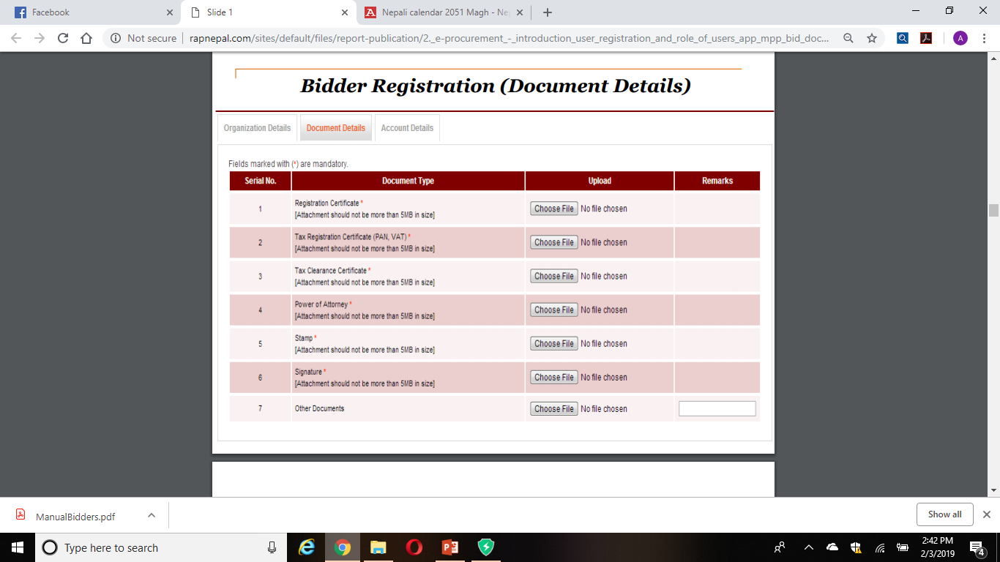 Facebook
Slide 1
Nepali calendar 2051 Magh - Ne
Not secure
rapnepal.com/sites/default/files/report-publication/2._e-procurement_-_introduction_user_registration_and_role_of_users_app_mpp_bid_doc...
A
Bidder Registration (Document Details)
Organization Details Document Details Account Details
Fields marked with (*) are mandatory.
Serial No. Document Type Upload Remarks
1 Registration Certificate * Choose File No file chosen
[Attachment should not be more than 5MB in size]
2 Tax Registration Certificate (PAN, VAT) * Choose File No file chosen
[Attachment should not be more than 5MB in size]
3 Tax Clearance Certificate * Choose File No file chosen
[Attachment should not be more than 5MB in size]
4 Power of Attorney * Choose File No file chosen
[Attachment should not be more than 5MB in size]
5 Stamp * Choose File No file chosen
[Attachment should not be more than 5MB in size]
6 Signature * Choose File No file chosen
[Attachment should not be more than 5MB in size]
7 Other Documents Choose File No file chosen
ManualBidders.pdf
Show all
Type here to search
2:42 PM
2/3/2019
4